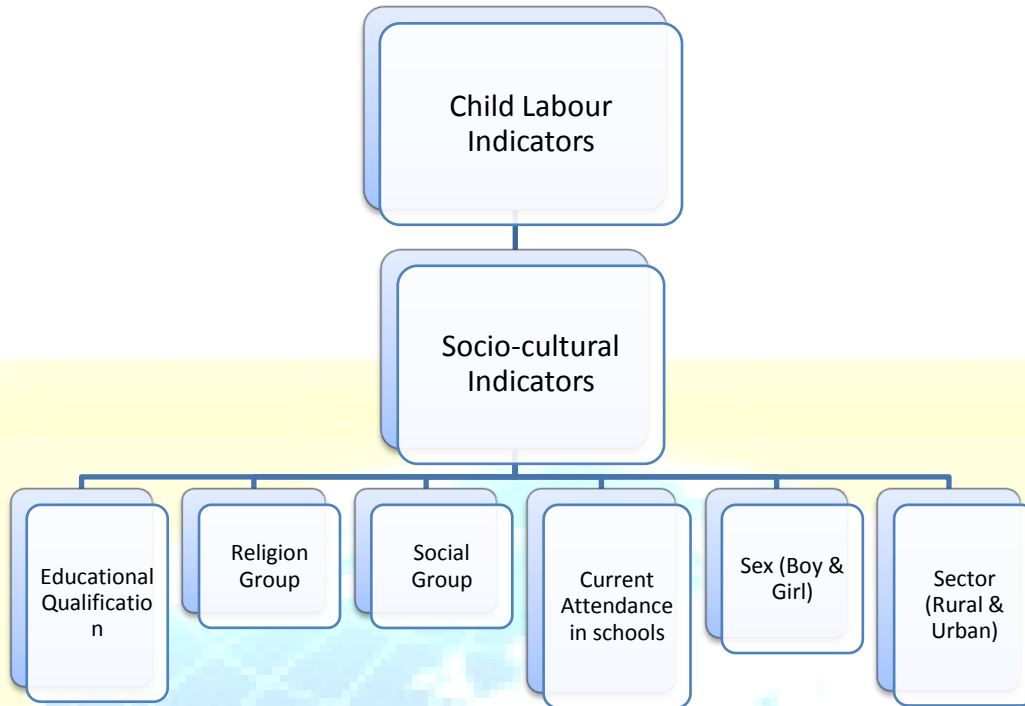 Child Labour
Indicators
Socio-cultural
Indicators
Educational
Qualificatio
n
Religion
Group
Social
Group
Current
Attendance
in schools
Sex (Boy &
Girl)
Sector
(Rural &
Urban)